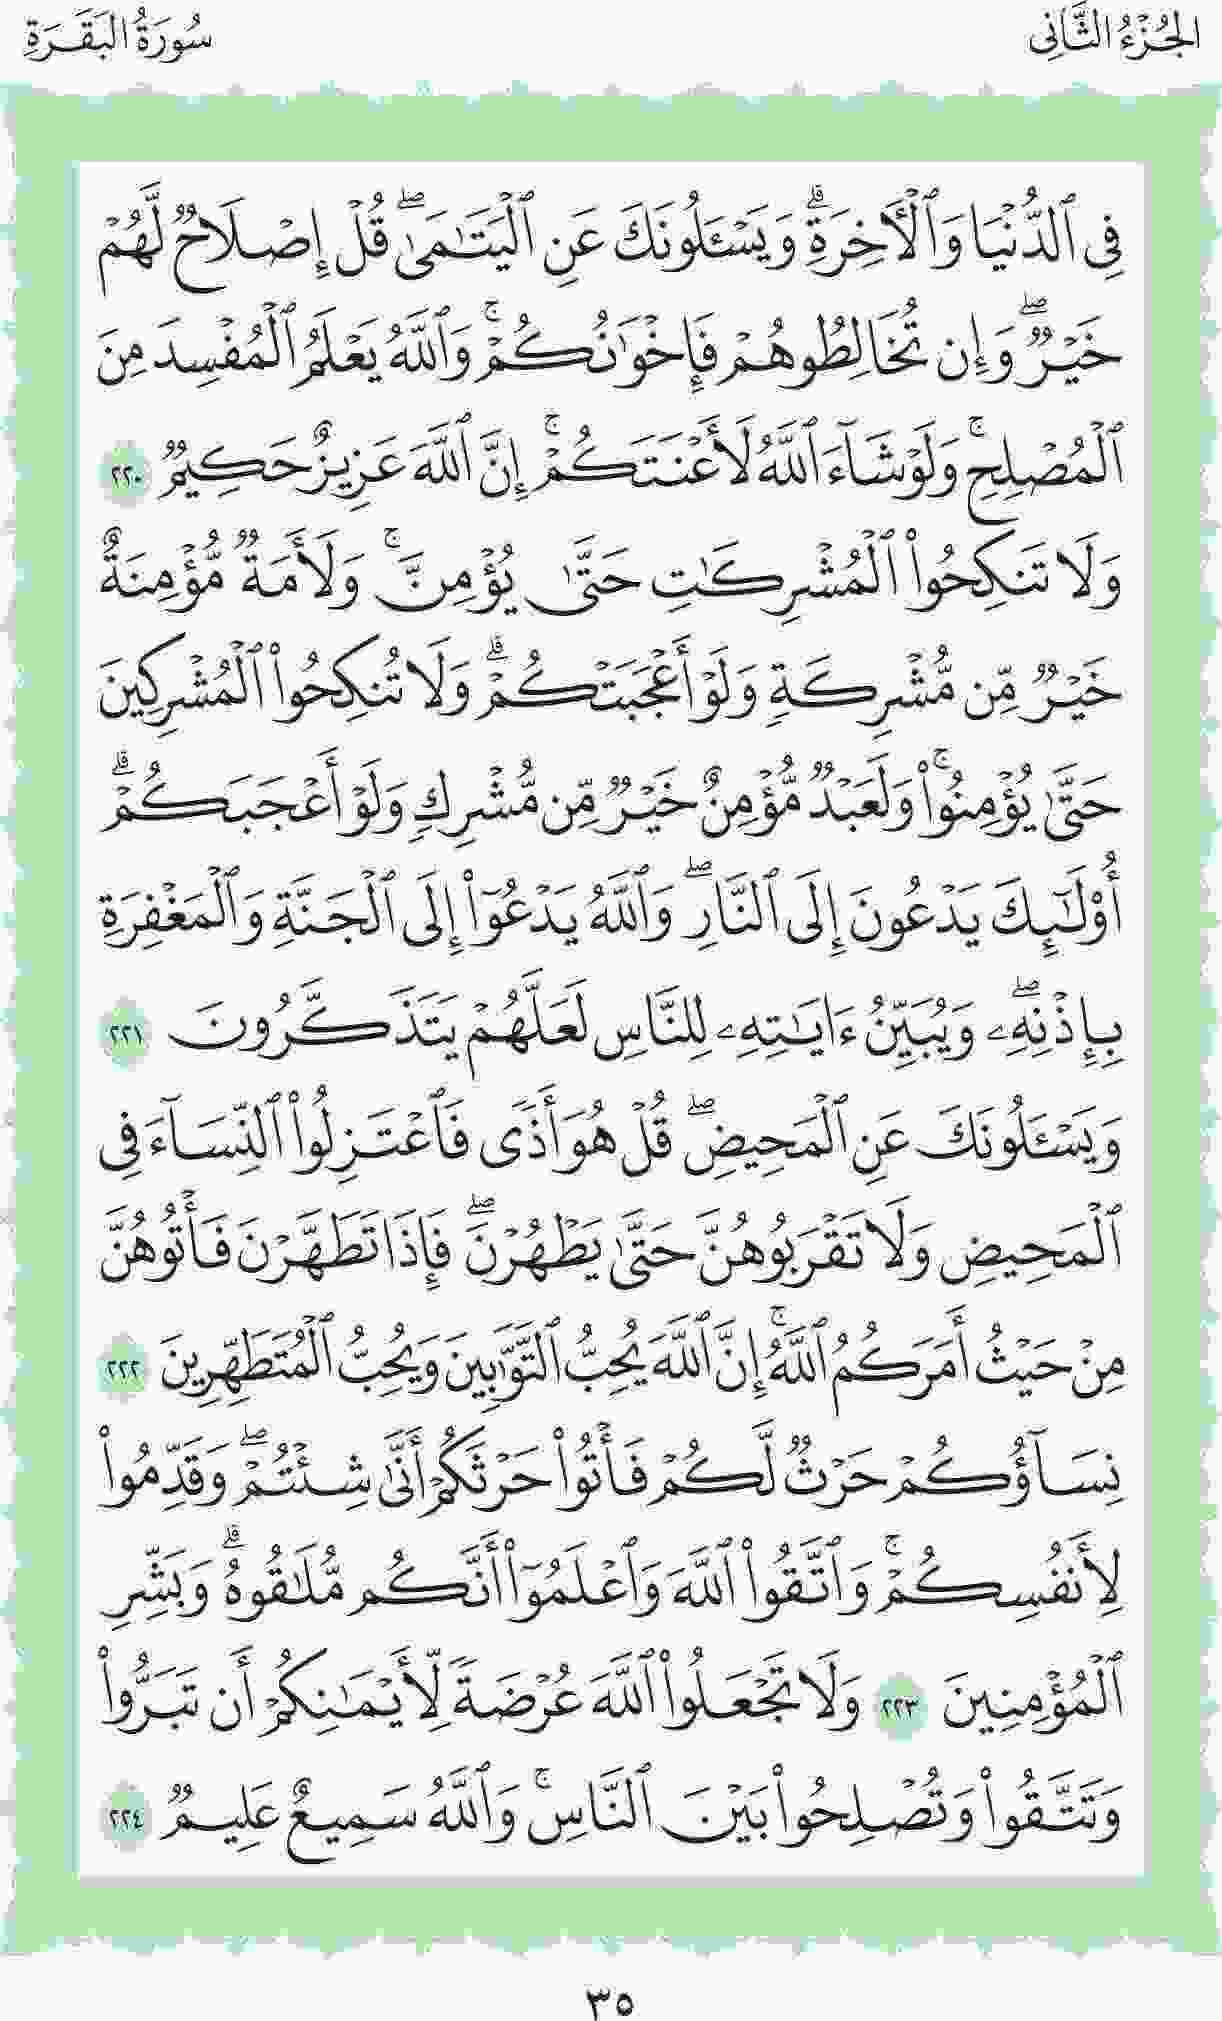 الجُزْءُ الثَّانِي
سُورَةُ البَقَرَةِ
فِي ٱلدُّنۡيَا وَٱلۡأٓخِرَةِۗ وَيَسۡـَٔلُونَكَ عَنِ ٱلۡيَتَٰمَىٰۖ قُلۡ إِصۡلَاحٞ لَّهُمۡ
خَيۡرٞۖ وَإِن تُخَالِطُوهُمۡ فَإِخۡوَٰنُكُمۡۚ وَٱللَّهُ يَعۡلَمُ ٱلۡمُفۡسِدَ مِنَ
ٱلۡمُصۡلِحِۚ وَلَوۡ شَآءَ ٱللَّهُ لَأَعۡنَتَكُمۡۚ إِنَّ ٱللَّهَ عَزِيزٌ حَكِيمٞ ٢٢٠
وَلَا تَنكِحُواْ ٱلۡمُشۡرِكَٰتِ حَتَّىٰ يُؤۡمِنَّۚ وَلَأَمَةٞ مُّؤۡمِنَةٌ
خَيۡرٞ مِّن مُّشۡرِكَةٖ وَلَوۡ أَعۡجَبَتۡكُمۡۗ وَلَا تُنكِحُواْ ٱلۡمُشۡرِكِينَ
حَتَّىٰ يُؤۡمِنُواْۚ وَلَعَبۡدٞ مُّؤۡمِنٌ خَيۡرٞ مِّن مُّشۡرِكٖ وَلَوۡ أَعۡجَبَكُمۡۗ
أُوْلَٰٓئِكَ يَدۡعُونَ إِلَى ٱلنَّارِۖ وَٱللَّهُ يَدۡعُوٓاْ إِلَى ٱلۡجَنَّةِ وَٱلۡمَغۡفِرَةِ
بِإِذۡنِهِۦۖ وَيُبَيِّنُ ءَايَٰتِهِۦ لِلنَّاسِ لَعَلَّهُمۡ يَتَذَكَّرُونَ ٢٢١
وَيَسۡـَٔلُونَكَ عَنِ ٱلۡمَحِيضِۖ قُلۡ هُوَ أَذٗى فَٱعۡتَزِلُواْ ٱلنِّسَآءَ فِي
ٱلۡمَحِيضِ وَلَا تَقۡرَبُوهُنَّ حَتَّىٰ يَطۡهُرۡنَۖ فَإِذَا تَطَهَّرۡنَ فَأۡتُوهُنَّ
مِنۡ حَيۡثُ أَمَرَكُمُ ٱللَّهُۚ إِنَّ ٱللَّهَ يُحِبُّ ٱلتَّوَّٰبِينَ وَيُحِبُّ ٱلۡمُتَطَهِّرِينَ ٢٢٢
نِسَآؤُكُمۡ حَرۡثٞ لَّكُمۡ فَأۡتُواْ حَرۡثَكُمۡ أَنَّىٰ شِئۡتُمۡۖ وَقَدِّمُواْ
لِأَنفُسِكُمۡۚ وَٱتَّقُواْ ٱللَّهَ وَٱعۡلَمُوٓاْ أَنَّكُم مُّلَٰقُوهُۗ وَبَشِّرِ
ٱلۡمُؤۡمِنِينَ ٢٢٣ وَلَا تَجۡعَلُواْ ٱللَّهَ عُرۡضَةٗ لِّأَيۡمَٰنِكُمۡ أَن تَبَرُّواْ
وَتَتَّقُواْ وَتُصۡلِحُواْ بَيۡنَ ٱلنَّاسِۚ وَٱللَّهُ سَمِيعٌ عَلِيمٞ ٢٢٤
٣٥